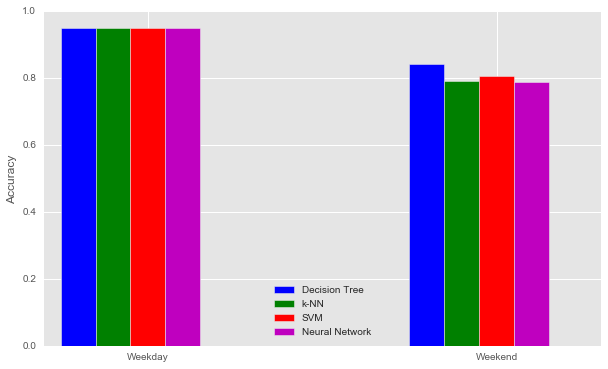 1.0
0.8
0.6
0.4
0.2
0.0
Accuracy
Decision Tree
k-NN
SVM
Neural Network
Weekday
Weekend